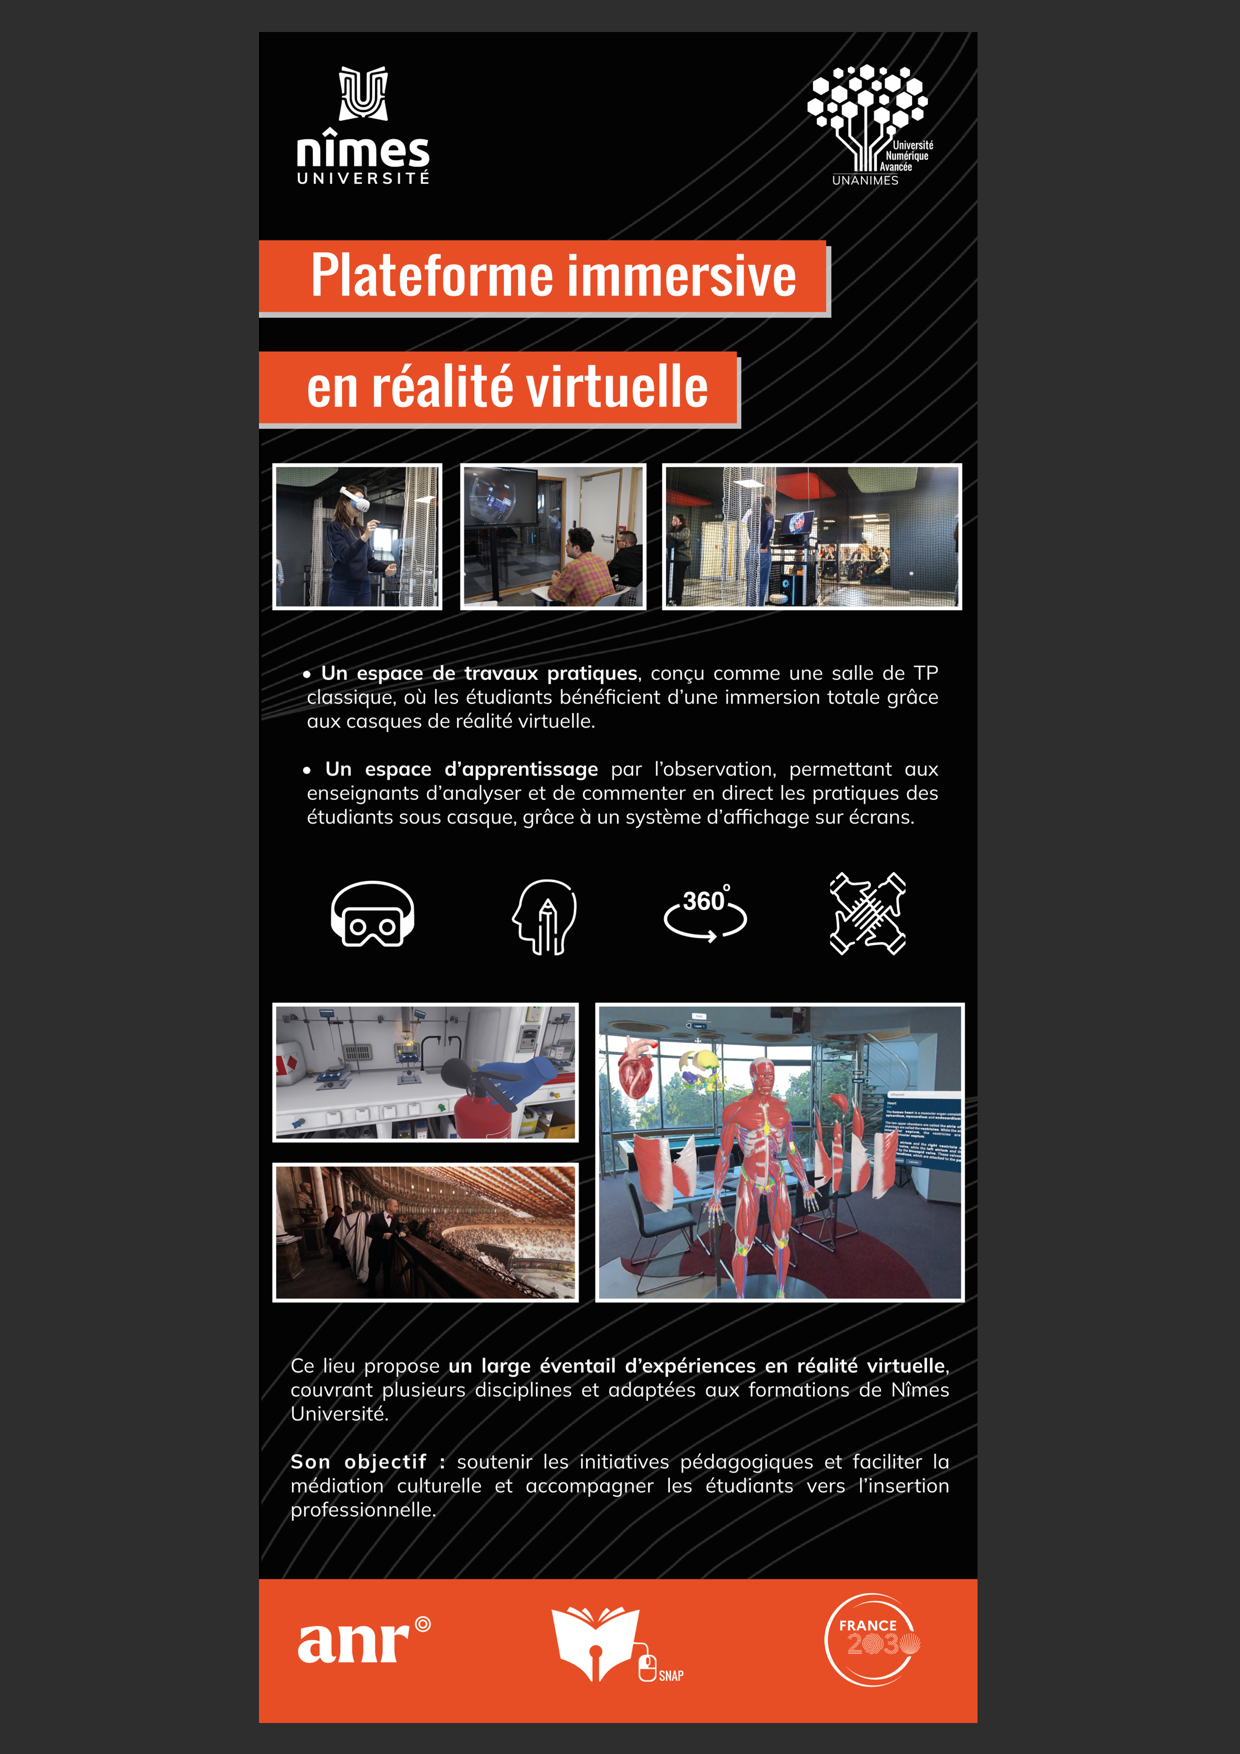 nîmes
UNIVERSITÉ
Université
Numérique
Avancée
UNANIMES
Plateforme immersive
en réalité virtuelle
• Un espace de travaux pratiques, conçu comme une salle de TP
classique, où les étudiants bénéficient d'une immersion totale grâce
aux casques de réalité virtuelle.
• Un espace d'apprentissage par l'observation, permettant aux
enseignants d'analyser et de commenter en direct les pratiques des
étudiants sous casque, grâce à un système d'affichage sur écrans.
360°
Ce lieu propose un large éventail d'expériences en réalité virtuelle,
couvrant plusieurs disciplines et adaptées aux formations de Nîmes
Université.
Son objectif : soutenir les initiatives pédagogiques et faciliter la
médiation culturelle et accompagner les étudiants vers l'insertion
professionnelle.
anr
SNAP
FRANCE
2030